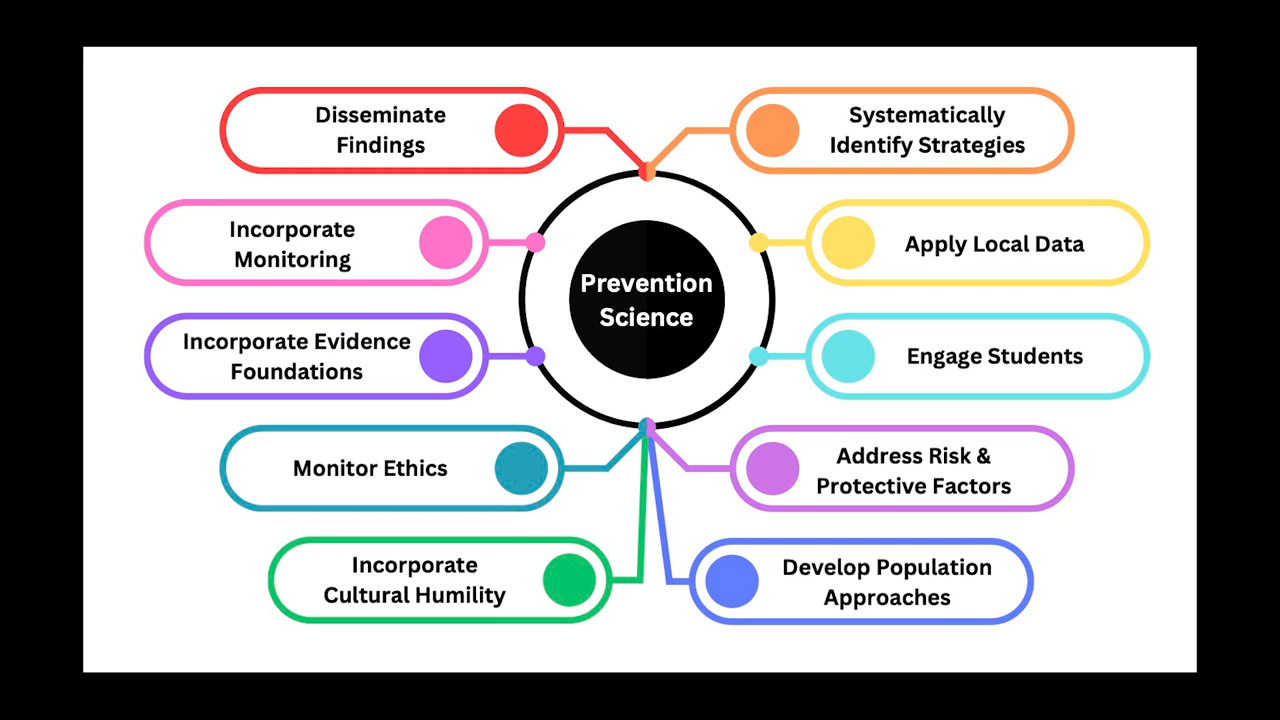 Disseminate
Findings
Systematically
Identify Strategies
Incorporate
Monitoring
Apply Local Data
Prevention
Science
Incorporate Evidence
Foundations
Engage Students
Monitor Ethics
Address Risk &
Protective Factors
Incorporate
Cultural Humility
Develop Population
Approaches